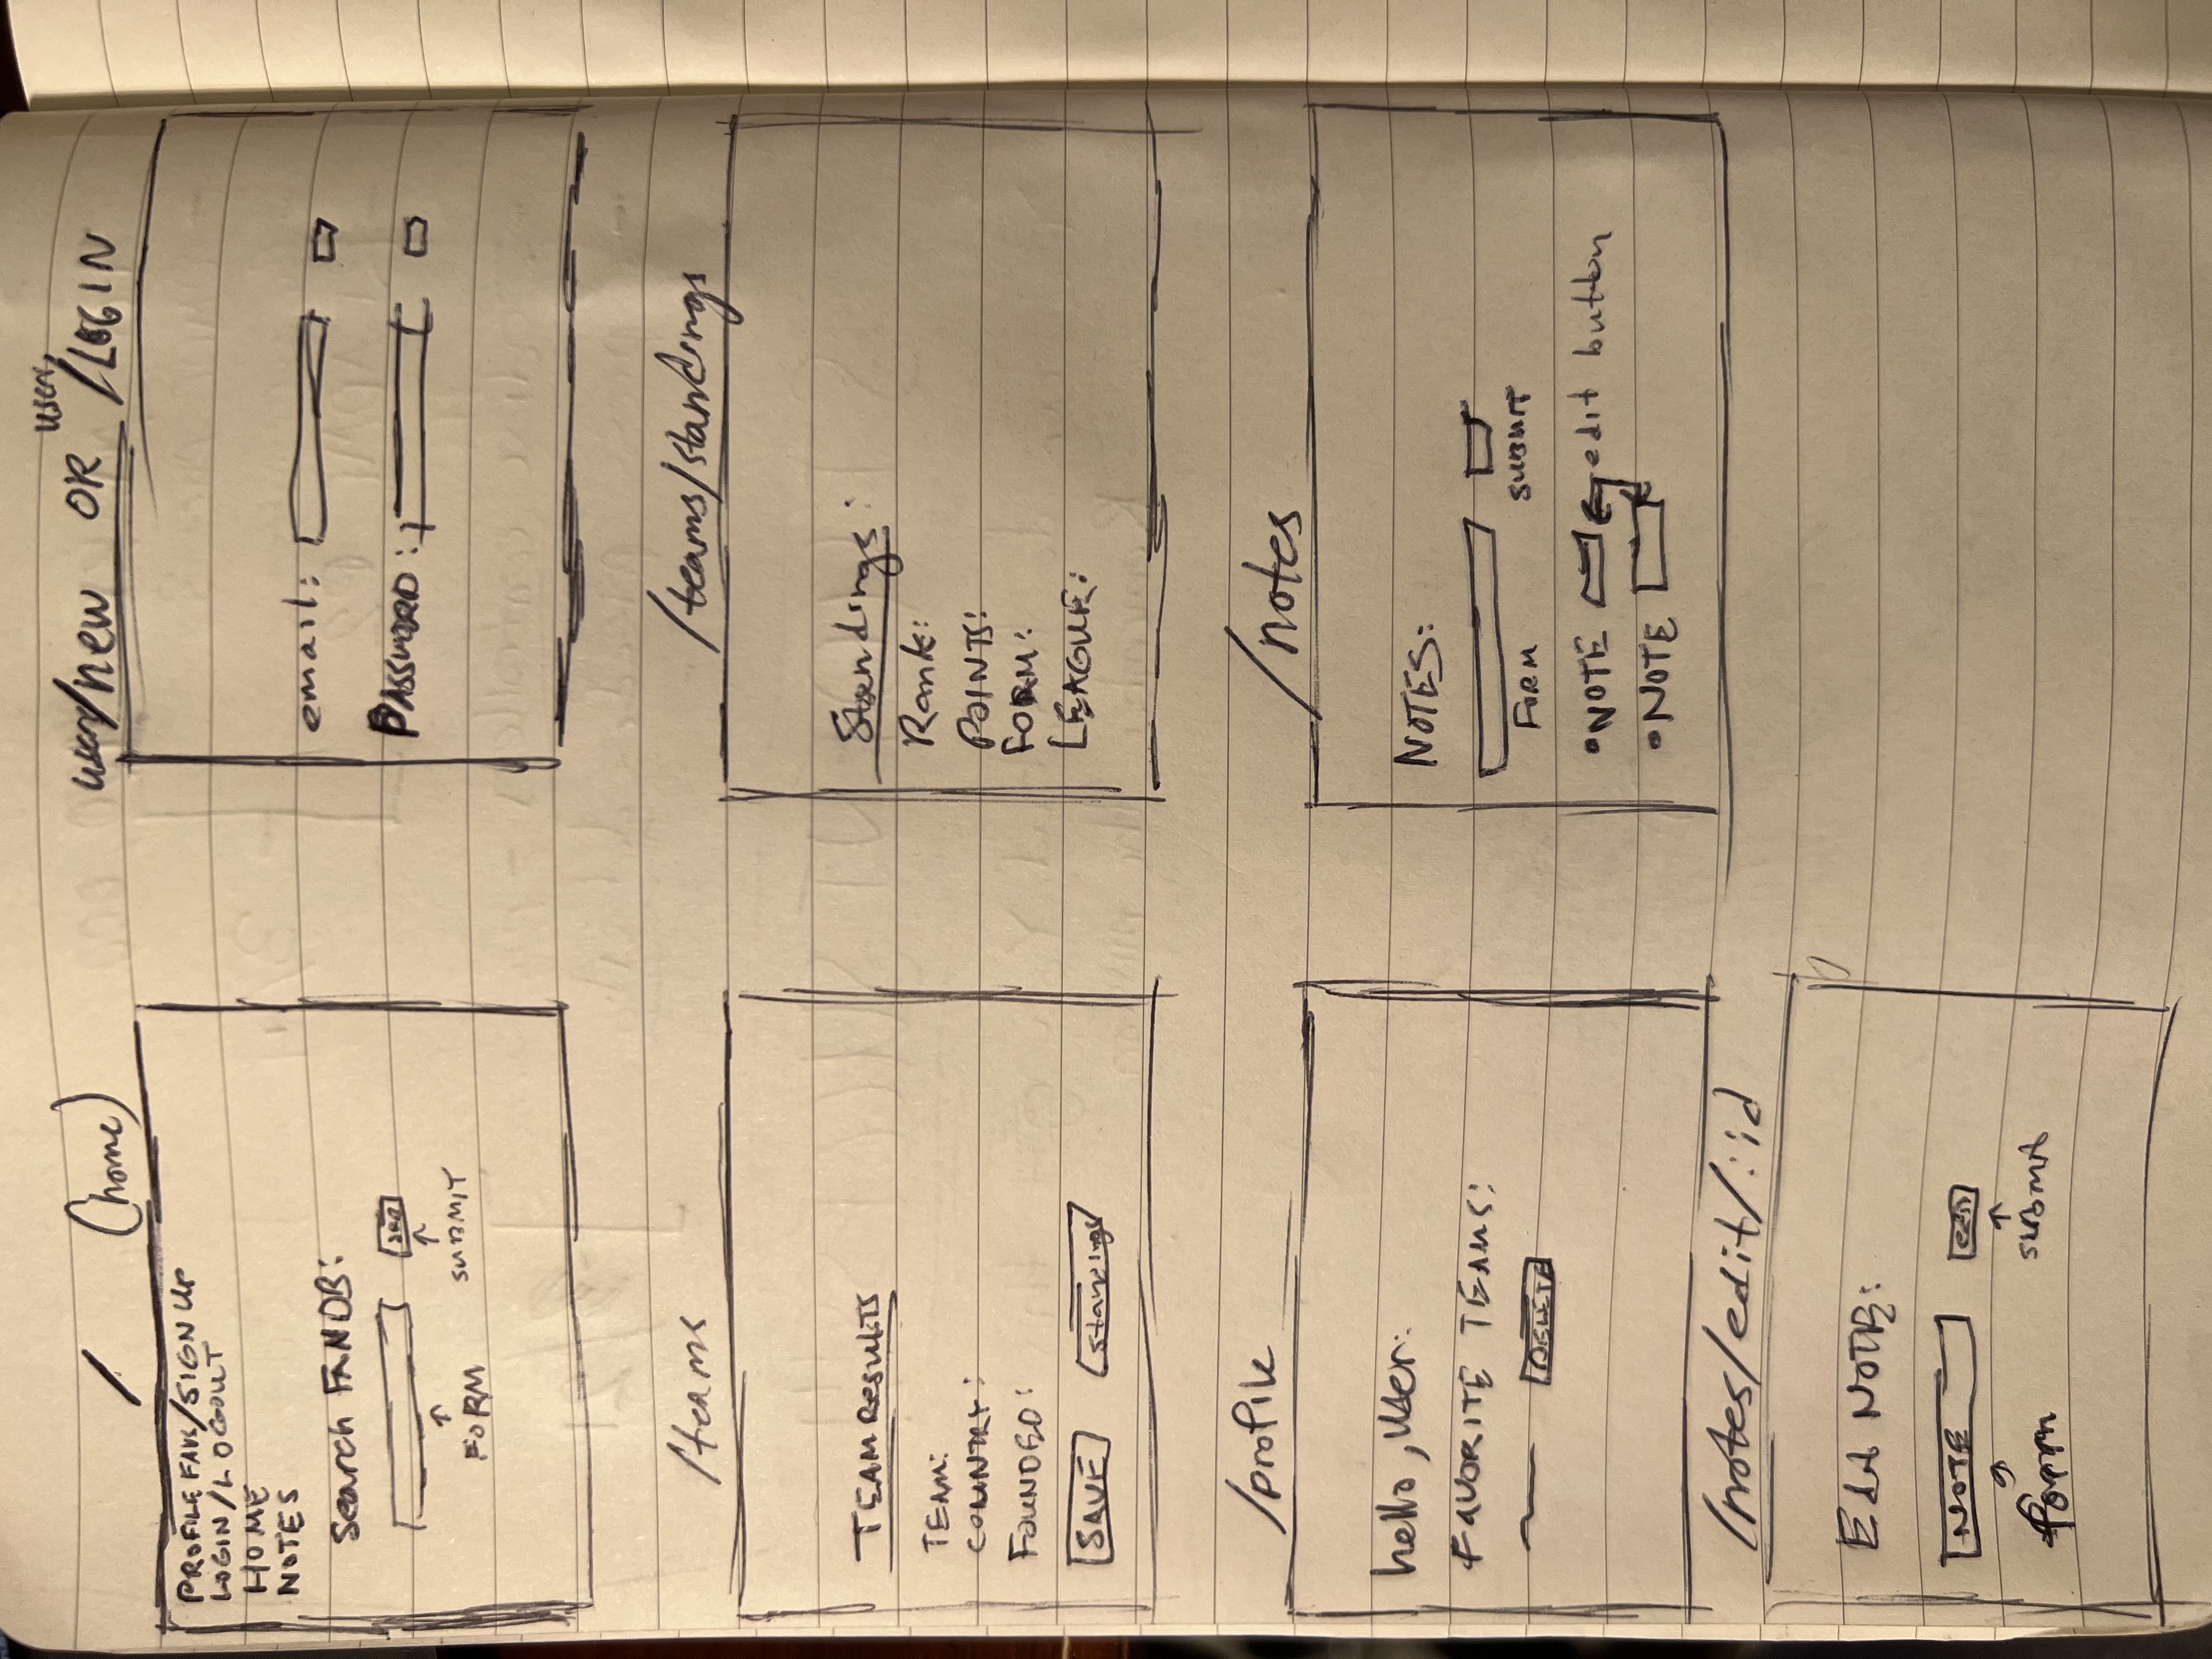 / (home)
PROFILE FAVS/SIGN UP
LOGIN/LOGOUT
HOME
NOTES
Search FANDB:
FORM
SUBMIT
user/new OR user/LOGIN
email:
PASSWORD:
/teams
TEAM RESULTS
TEAM:
COUNTRY:
FOUNDED:
SAVE
Standings
/teams/standings
Standings:
Rank:
POINTS:
FORM:
LEAGUE:
/profile
hello, User:
FAVORITE TEAMS:
DELETE
/notes
NOTES:
FORM
SUBMIT
•NOTE edit button
•NOTE
/notes/edit/:id
Edit NOTE:
NOTE
edit
form
SUBMIT